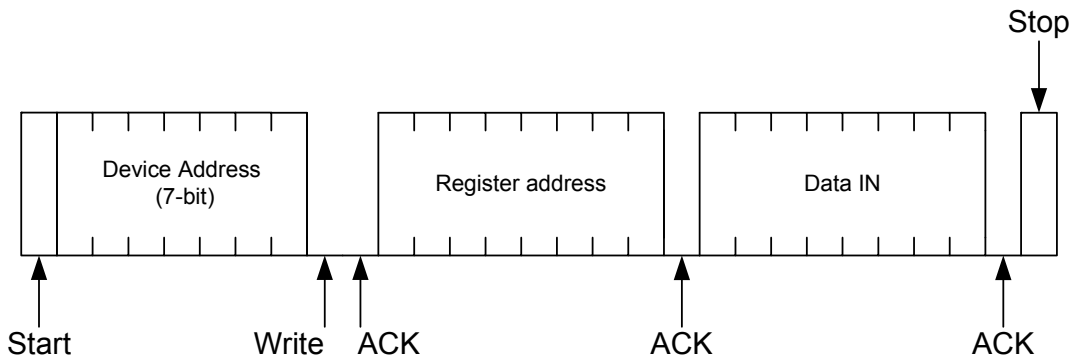 Stop
Device Address
(7-bit)
Register address
Data IN
Start
Write
ACK
ACK
ACK